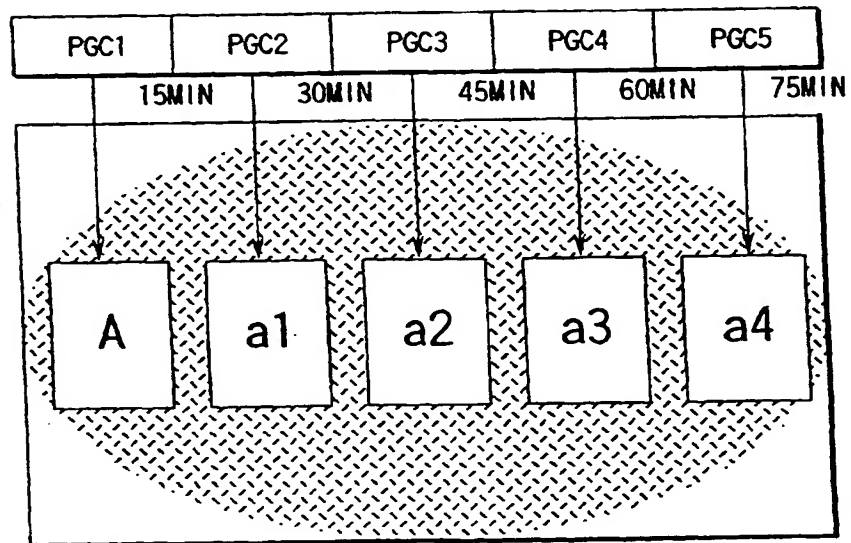 PGC1 PGC2 PGC3 PGC4 PGC5
15MIN 30MIN 45MIN 60MIN 75MIN
A a1 a2 a3 a4